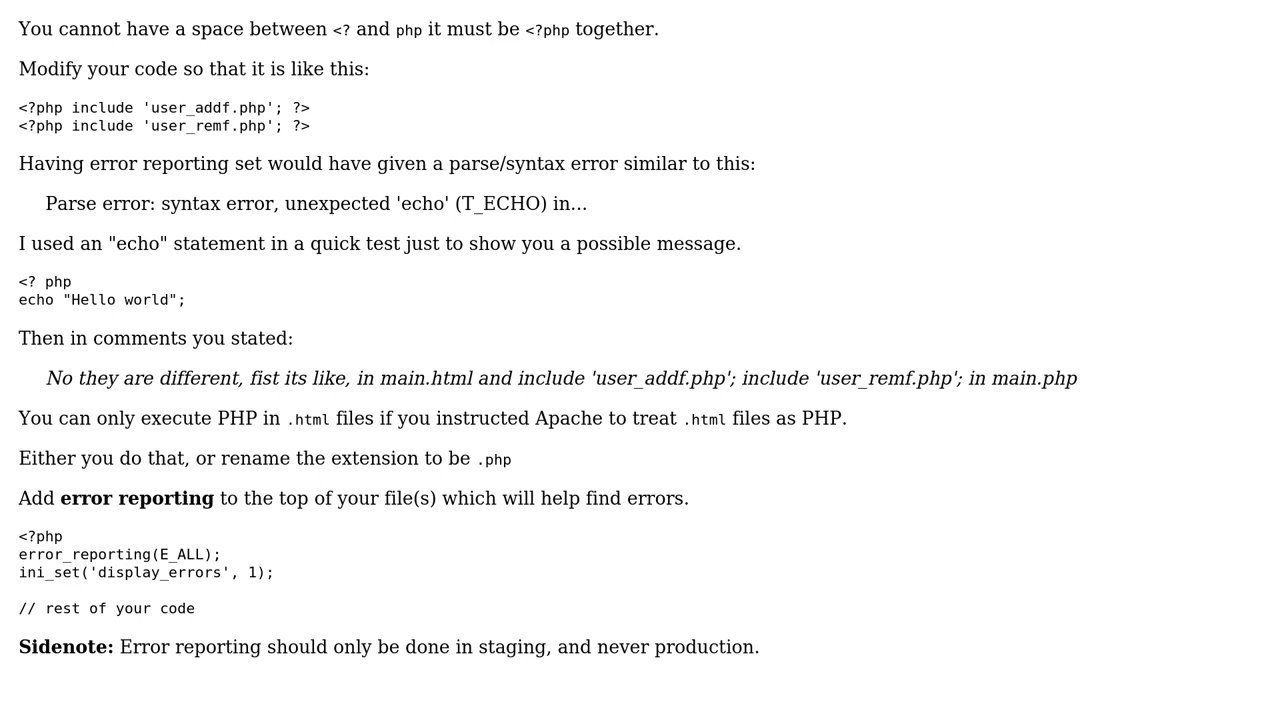 You cannot have a space between <? and php it must be <?php together.
Modify your code so that it is like this:
<?php include 'user_addf.php'; ?>
<?php include 'user_remf.php'; ?>
Having error reporting set would have given a parse/syntax error similar to this:
Parse error: syntax error, unexpected 'echo' (T_ECHO) in...
I used an "echo" statement in a quick test just to show you a possible message.
<? php
echo "Hello world";
Then in comments you stated:
No they are different, fist its like, in main.html and include 'user_addf.php'; include 'user_remf.php'; in main.php
You can only execute PHP in .html files if you instructed Apache to treat .html files as PHP.
Either you do that, or rename the extension to be .php
Add error reporting to the top of your file(s) which will help find errors.
<?php
error_reporting(E_ALL);
ini_set('display_errors', 1);
// rest of your code
Sidenote: Error reporting should only be done in staging, and never production.